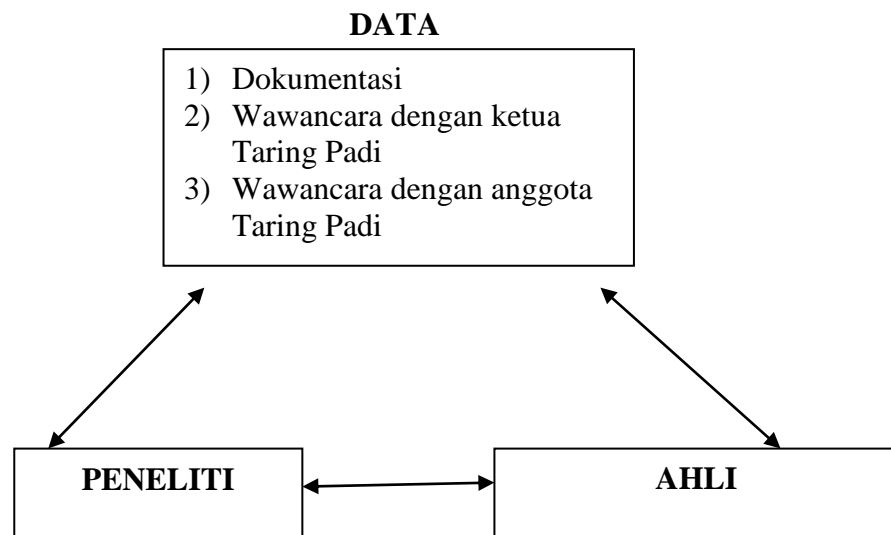 DATA
1) Dokumentasi
2) Wawancara dengan ketua
Taring Padi
3) Wawancara dengan anggota
Taring Padi
PENELITI
AHLI